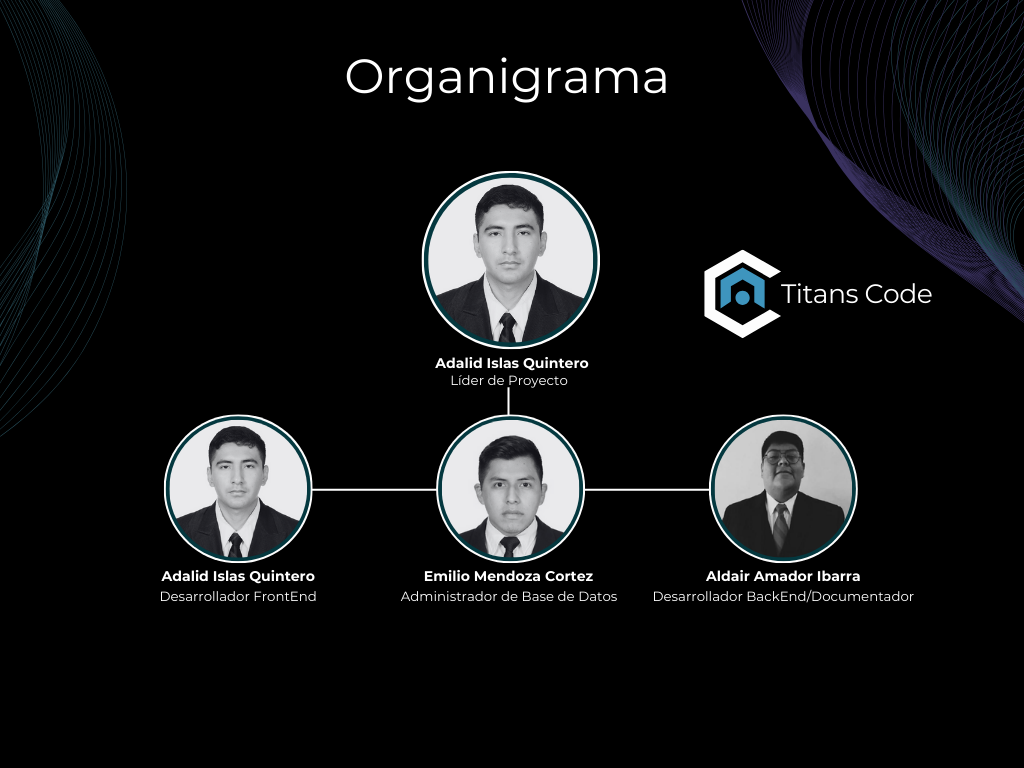 Organigrama
Titans Code
Adalid Islas Quintero
Líder de Proyecto
Adalid Islas Quintero
Desarrollador FrontEnd
Emilio Mendoza Cortez
Administrador de Base de Datos
Aldair Amador Ibarra
Desarrollador BackEnd/Documentador